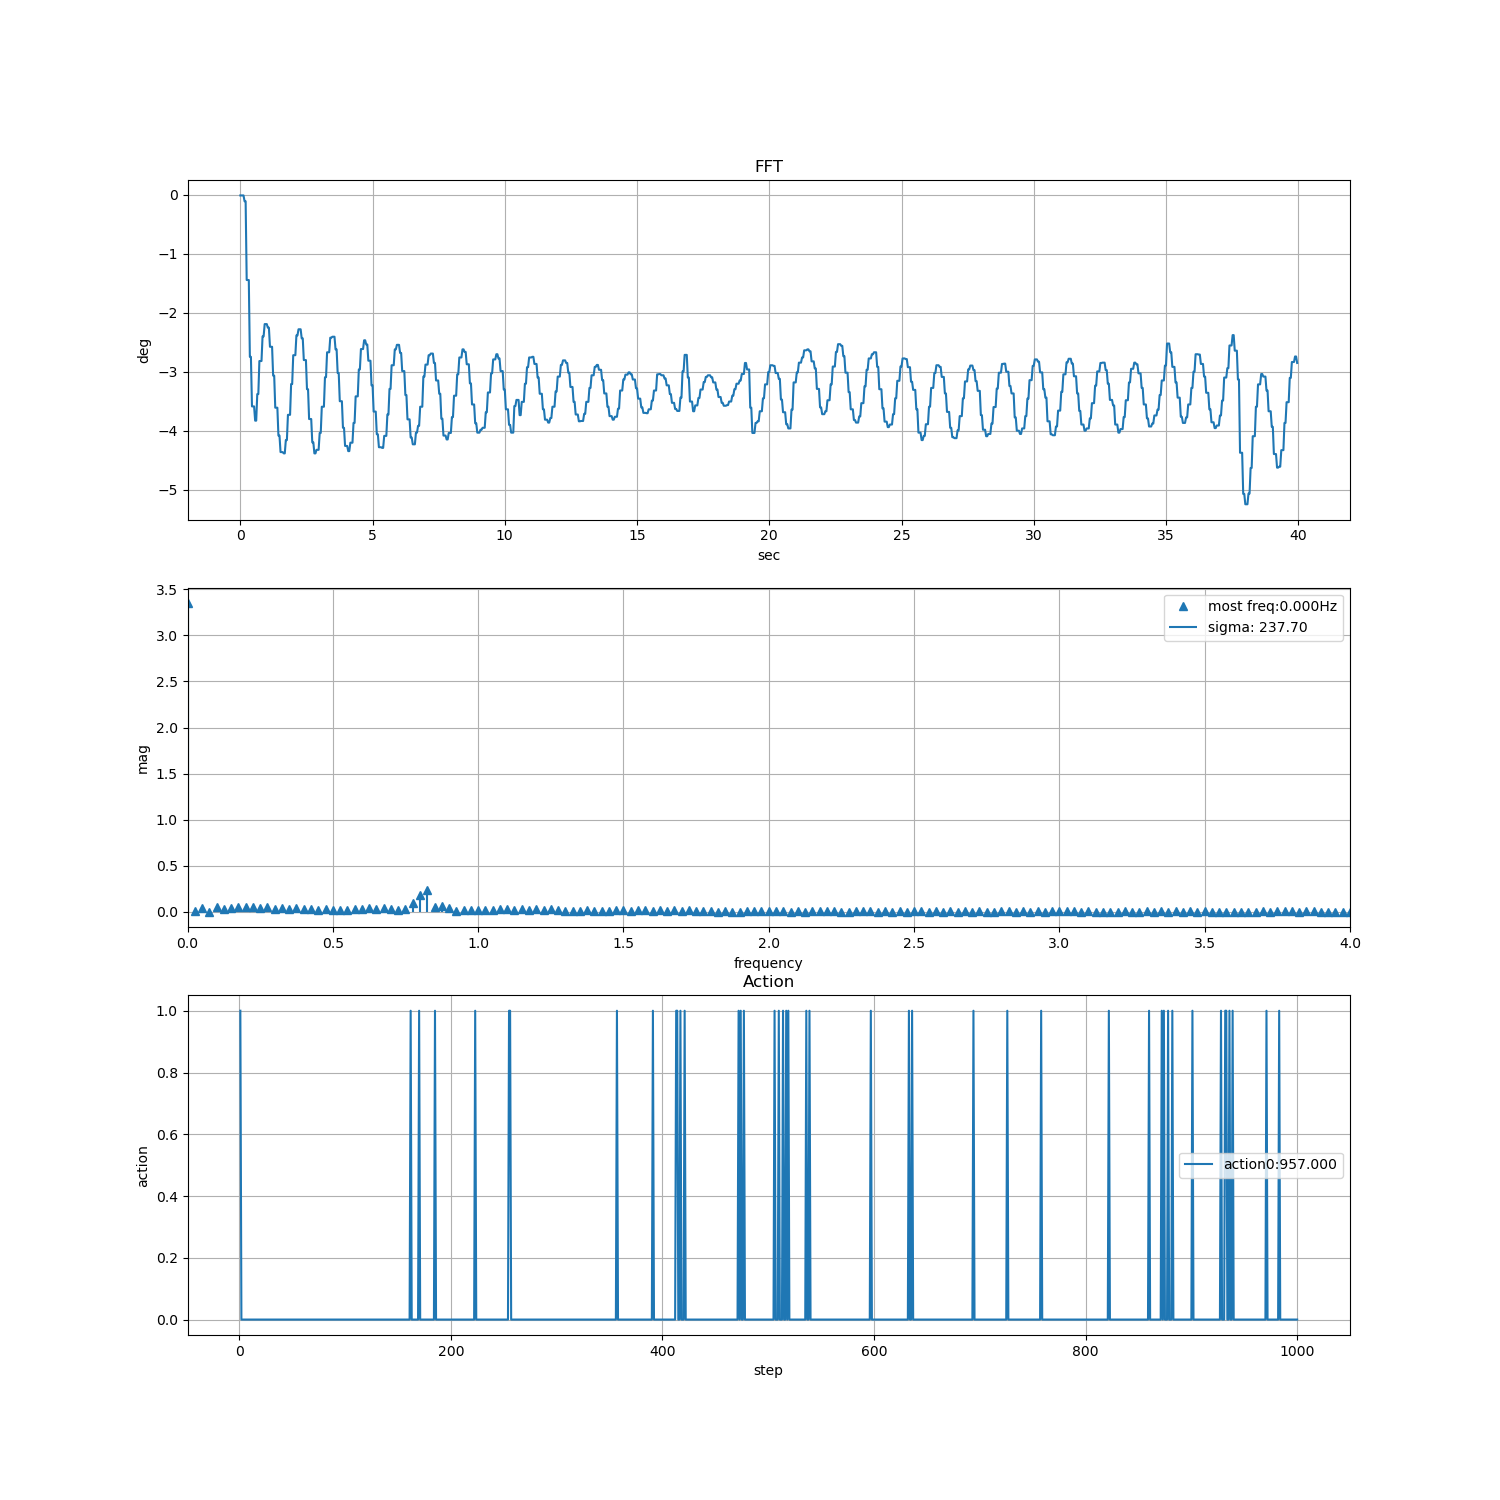 FFT
0
−1
−2
−3
−4
−5
deg
0 5 10 15 20 25 30 35 40
sec
3.5
3.0
2.5
2.0
1.5
1.0
0.5
0.0
mag
most freq:0.000Hz
sigma: 237.70
0.0 0.5 1.0 1.5 2.0 2.5 3.0 3.5 4.0
frequency
Action
1.0
0.8
0.6
0.4
0.2
0.0
action
action0:957.000
0 200 400 600 800 1000
step